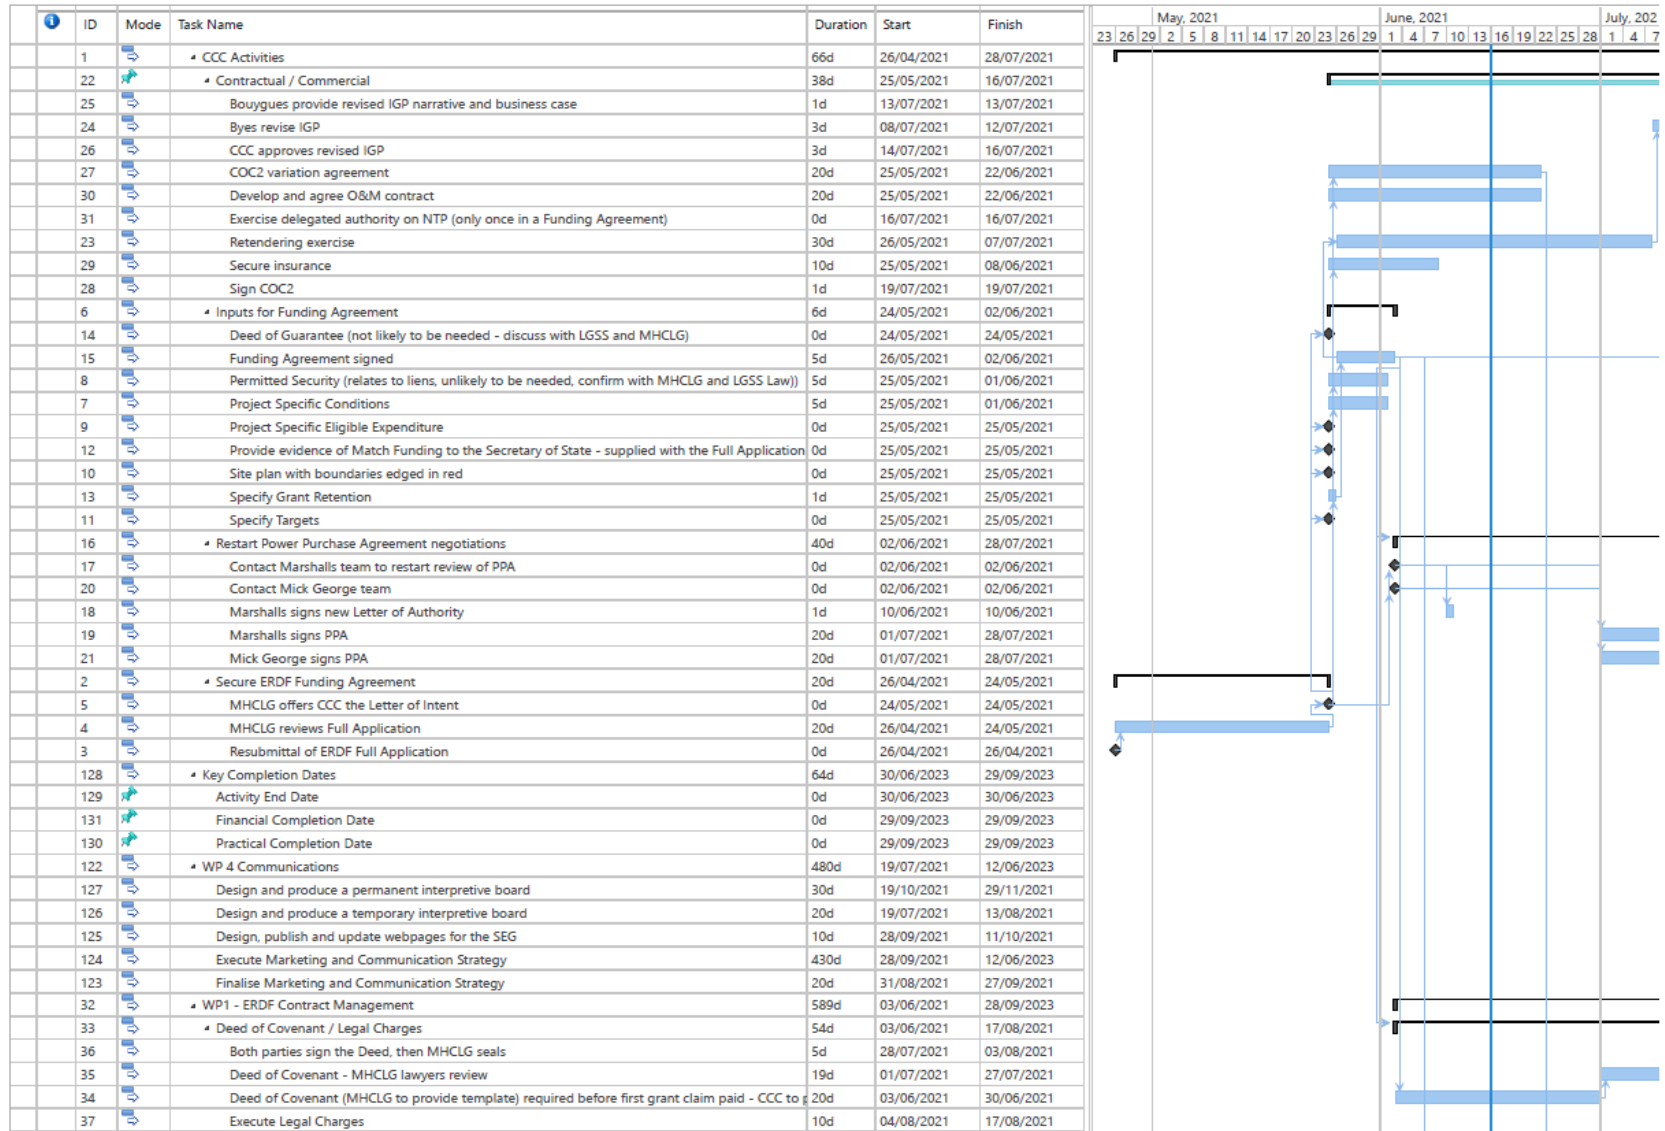 ID Mode Task Name Duration Start Finish May, 2021 June, 2021 July, 202
23 26 29 2 5 8 11 14 17 20 23 26 29 1 4 7 10 13 16 19 22 25 28 1 4 7
1 CCC Activities 66d 26/04/2021 28/07/2021
22 Contractual / Commercial 38d 25/05/2021 16/07/2021
25 Bouygues provide revised IGP narrative and business case 1d 13/07/2021 13/07/2021
24 Byes revise IGP 3d 08/07/2021 12/07/2021
26 CCC approves revised IGP 3d 14/07/2021 16/07/2021
27 COC2 variation agreement 20d 25/05/2021 22/06/2021
30 Develop and agree O&M contract 20d 25/05/2021 22/06/2021
31 Exercise delegated authority on NTP (only once in a Funding Agreement) 0d 16/07/2021 16/07/2021
23 Retendering exercise 30d 26/05/2021 07/07/2021
29 Secure insurance 10d 25/05/2021 08/06/2021
28 Sign COC2 1d 19/07/2021 19/07/2021
6 Inputs for Funding Agreement 6d 24/05/2021 02/06/2021
14 Deed of Guarantee (not likely to be needed - discuss with LGSS and MHCLG) 0d 24/05/2021 24/05/2021
15 Funding Agreement signed 5d 26/05/2021 02/06/2021
8 Permitted Security (relates to liens, unlikely to be needed, confirm with MHCLG and LGSS Law)) 5d 25/05/2021 01/06/2021
7 Project Specific Conditions 5d 25/05/2021 01/06/2021
9 Project Specific Eligible Expenditure 0d 25/05/2021 25/05/2021
12 Provide evidence of Match Funding to the Secretary of State - supplied with the Full Application 0d 25/05/2021 25/05/2021
10 Site plan with boundaries edged in red 0d 25/05/2021 25/05/2021
13 Specify Grant Retention 1d 25/05/2021 25/05/2021
11 Specify Targets 0d 25/05/2021 25/05/2021
16 Restart Power Purchase Agreement negotiations 40d 02/06/2021 28/07/2021
17 Contact Marshalls team to restart review of PPA 0d 02/06/2021 02/06/2021
20 Contact Mick George team 0d 02/06/2021 02/06/2021
18 Marshalls signs new Letter of Authority 1d 10/06/2021 10/06/2021
19 Marshalls signs PPA 20d 01/07/2021 28/07/2021
21 Mick George signs PPA 20d 01/07/2021 28/07/2021
2 Secure ERDF Funding Agreement 20d 26/04/2021 24/05/2021
5 MHCLG offers CCC the Letter of Intent 0d 24/05/2021 24/05/2021
4 MHCLG reviews Full Application 20d 26/04/2021 24/05/2021
3 Resubmittal of ERDF Full Application 0d 26/04/2021 26/04/2021
128 Key Completion Dates 64d 30/06/2023 29/09/2023
129 Activity End Date 0d 30/06/2023 30/06/2023
131 Financial Completion Date 0d 29/09/2023 29/09/2023
130 Practical Completion Date 0d 29/09/2023 29/09/2023
122 WP 4 Communications 480d 19/07/2021 12/06/2023
127 Design and produce a permanent interpretive board 30d 19/10/2021 29/11/2021
126 Design and produce a temporary interpretive board 20d 19/07/2021 13/08/2021
125 Design, publish and update webpages for the SEG 10d 28/09/2021 11/10/2021
124 Execute Marketing and Communication Strategy 430d 28/09/2021 12/06/2023
123 Finalise Marketing and Communication Strategy 20d 31/08/2021 27/09/2021
32 WP1 - ERDF Contract Management 589d 03/06/2021 28/09/2023
33 Deed of Covenant / Legal Charges 54d 03/06/2021 17/08/2021
36 Both parties sign the Deed, then MHCLG seals 5d 28/07/2021 03/08/2021
35 Deed of Covenant - MHCLG lawyers review 19d 01/07/2021 27/07/2021
34 Deed of Covenant (MHCLG to provide template) required before first grant claim paid - CCC to p 20d 03/06/2021 30/06/2021
37 Execute Legal Charges 10d 04/08/2021 17/08/2021